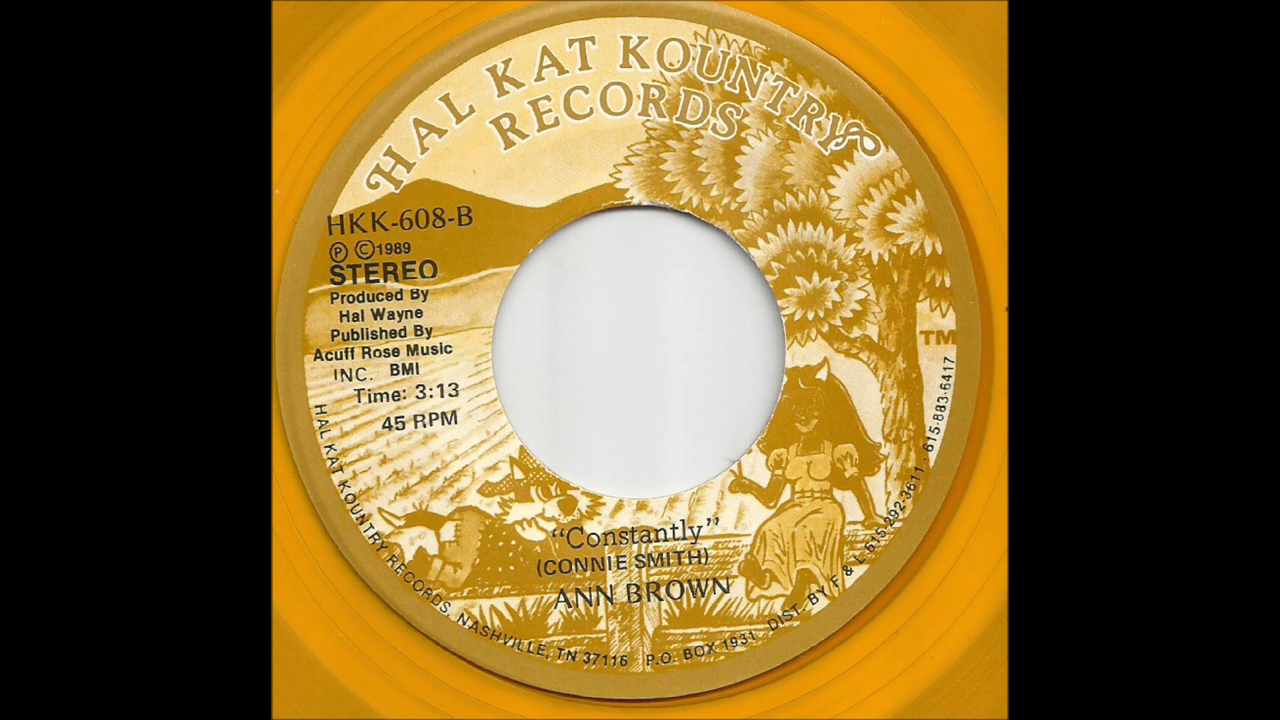 HAL KAT KOUNTRY
RECORDS
HKK-608-B
Ⓟ ©1989
STEREO
Produced By
Hal Wayne
Published By
Acuff Rose Music
INC. BMI
Time: 3:13
45 RPM
TM
“Constantly”
(CONNIE SMITH)
ANN BROWN
HAL KAT KOUNTRY RECORDS, NASHVILLE, TN 37116 P.O. BOX 1931 DIST. BY F & L 615-292-3611 · 615-883-6417